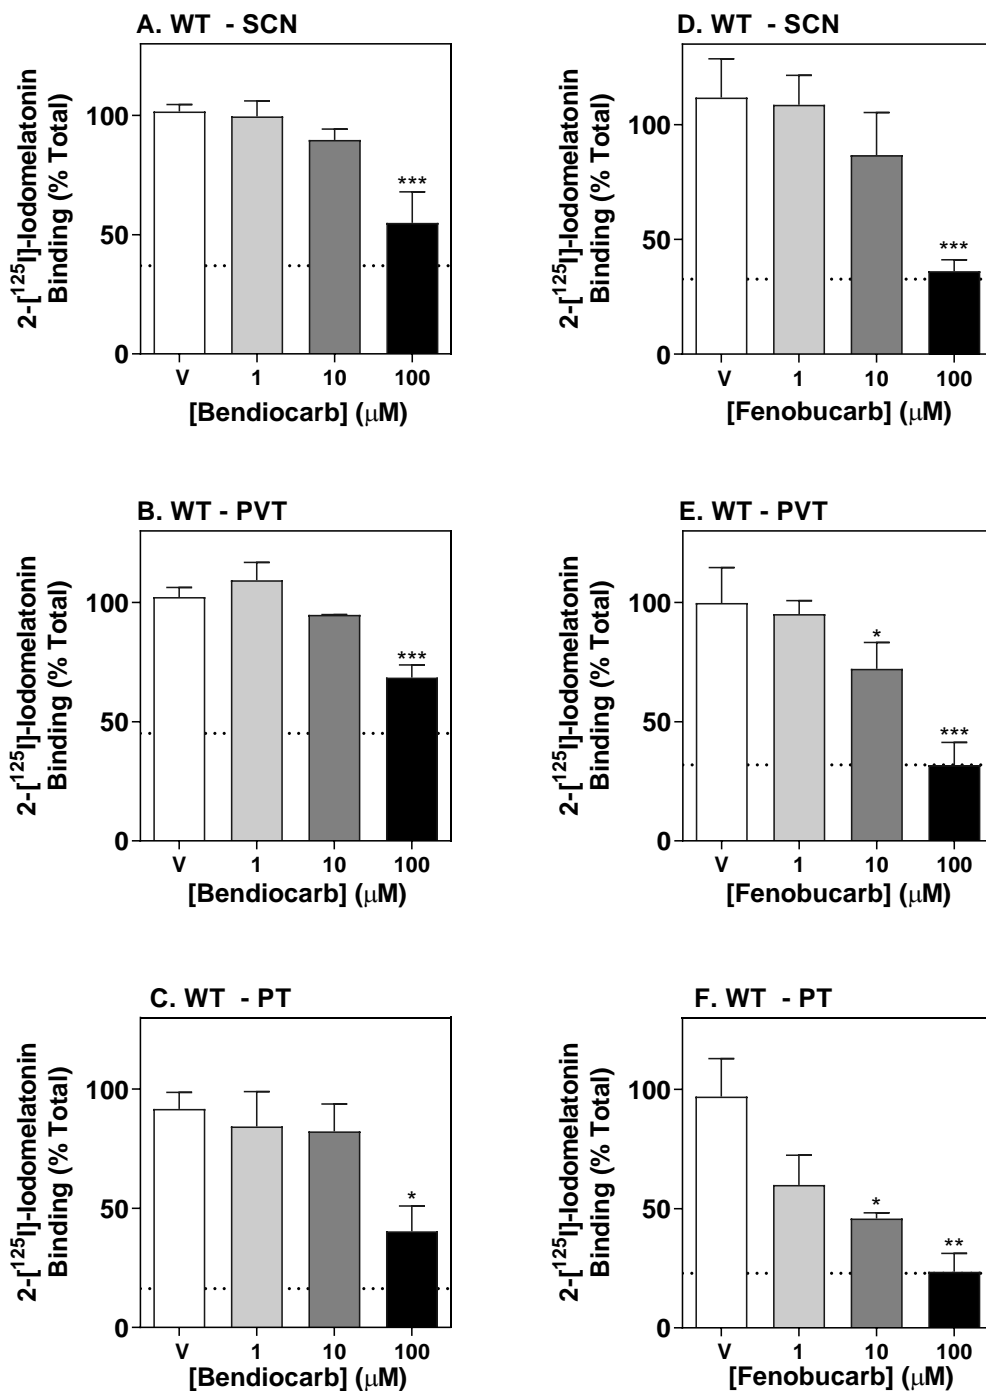 A. WT - SCN
2-[125I]-Iodomelatonin
Binding (% Total)
100
50
0
***
V 1 10 100
[Bendiocarb] (μM)
D. WT - SCN
2-[125I]-Iodomelatonin
Binding (% Total)
100
50
0
***
V 1 10 100
[Fenobucarb] (μM)
B. WT - PVT
2-[125I]-Iodomelatonin
Binding (% Total)
100
50
0
***
V 1 10 100
[Bendiocarb] (μM)
E. WT - PVT
2-[125I]-Iodomelatonin
Binding (% Total)
100
50
0
*
***
V 1 10 100
[Fenobucarb] (μM)
C. WT - PT
2-[125I]-Iodomelatonin
Binding (% Total)
100
50
0
*
V 1 10 100
[Bendiocarb] (μM)
F. WT - PT
2-[125I]-Iodomelatonin
Binding (% Total)
100
50
0
*
**
V 1 10 100
[Fenobucarb] (μM)